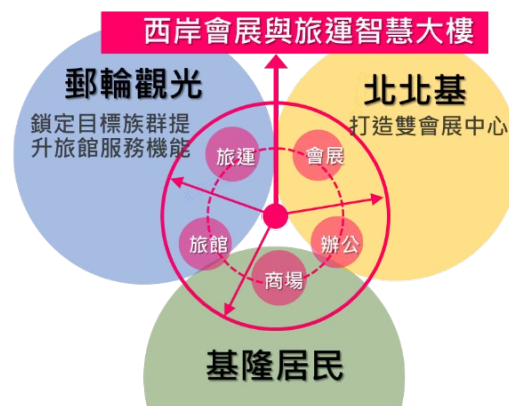 西岸會展與旅運智慧大樓
郵輪觀光
鎖定目標族群提
升旅館服務機能
北北基
打造雙會展中心
旅運
會展
旅館
辦公
商場
基隆居民